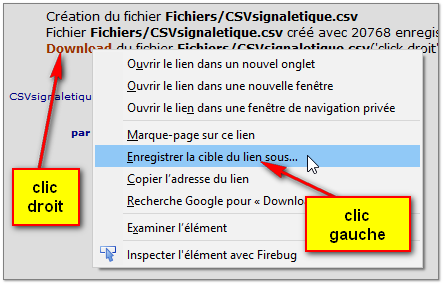 Création du fichier Fichiers/CSVsignaletique.csv
Fichier Fichiers/CSVsignaletique.csv créé avec 20768 enregis
Download du fichier Fichiers/CSVsignaletique.csv('click droit'
Ouvrir le lien dans un nouvel onglet
Ouvrir le lien dans une nouvelle fenêtre
CSVsignaletiqu
Ouvrir le lien dans une fenêtre de navigation privée
par
Marque-page sur ce lien
Enregistrer la cible du lien sous...
Copier l'adresse du lien
Recherche Google pour « Downlo
Examiner l'élément
Inspecter l'élément avec Firebug
clic
droit
clic
gauche